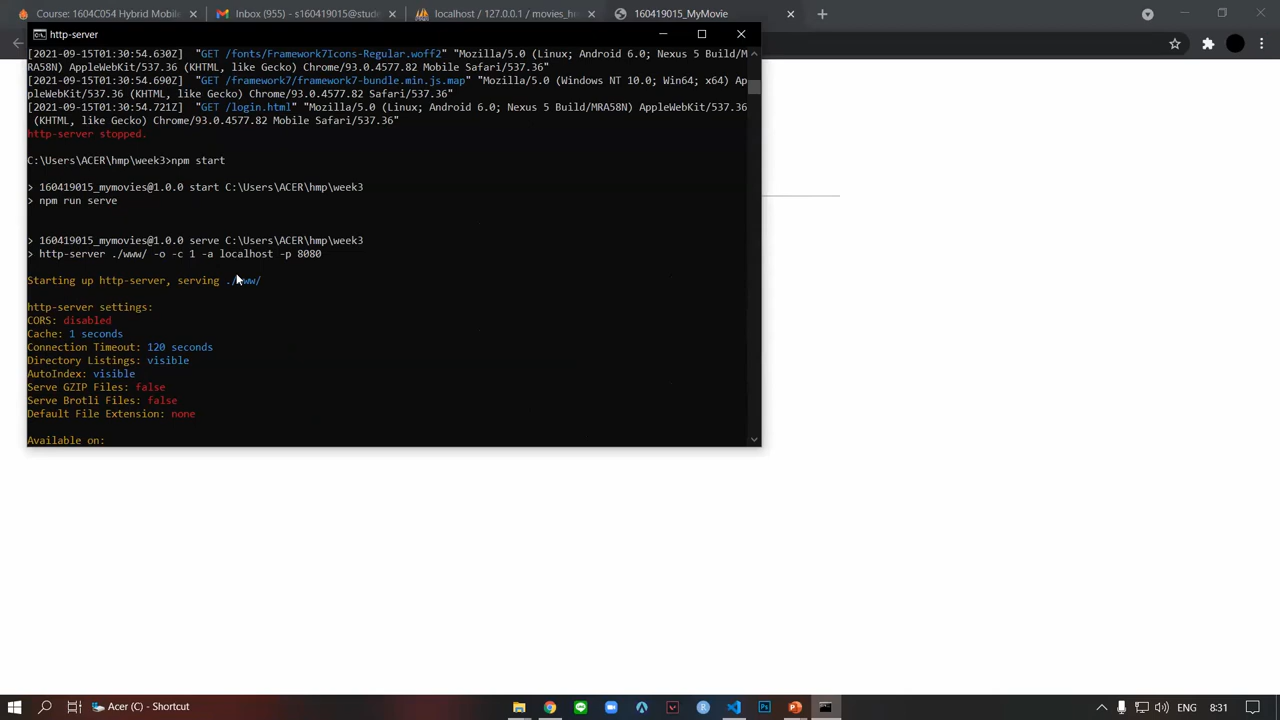 Course: 1604C054 Hybrid Mobile
Inbox (955) - s160419015@stude
localhost / 127.0.0.1 / movies_he
160419015_MyMovie
http-server
[2021-09-15T01:30:54.630Z]  "GET /fonts/Framework7Icons-Regular.woff2" "Mozilla/5.0 (Linux; Android 6.0; Nexus 5 Build/M
RA58N) AppleWebKit/537.36 (KHTML, like Gecko) Chrome/93.0.4577.82 Mobile Safari/537.36"
[2021-09-15T01:30:54.690Z]  "GET /framework7/framework7-bundle.min.js.map" "Mozilla/5.0 (Windows NT 10.0; Win64; x64) Ap
pleWebKit/537.36 (KHTML, like Gecko) Chrome/93.0.4577.82 Safari/537.36"
[2021-09-15T01:30:54.721Z]  "GET /login.html" "Mozilla/5.0 (Linux; Android 6.0; Nexus 5 Build/MRA58N) AppleWebKit/537.36
(KHTML, like Gecko) Chrome/93.0.4577.82 Mobile Safari/537.36"
http-server stopped.
C:\Users\ACER\hmp\week3>npm start
> 160419015_mymovies@1.0.0 start C:\Users\ACER\hmp\week3
> npm run serve
> 160419015_mymovies@1.0.0 serve C:\Users\ACER\hmp\week3
> http-server ./www/ -o -c 1 -a localhost -p 8080
Starting up http-server, serving ./www/
http-server settings:
CORS: disabled
Cache: 1 seconds
Connection Timeout: 120 seconds
Directory Listings: visible
AutoIndex: visible
Serve GZIP Files: false
Serve Brotli Files: false
Default File Extension: none
Available on:
Acer (C) - Shortcut
ENG
8:31